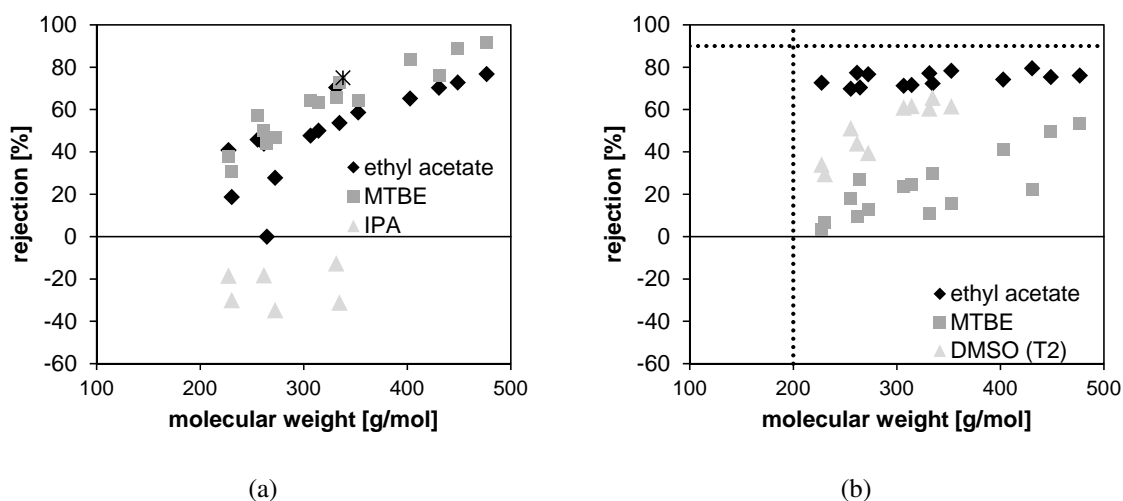 100
80
60
40
20
0
-20
-40
-60
rejection [%]
ethyl acetate
MTBE
IPA
100
200
300
400
500
molecular weight [g/mol]
(a)
100
80
60
40
20
0
-20
-40
-60
rejection [%]
ethyl acetate
MTBE
DMSO (T2)
100
200
300
400
500
molecular weight [g/mol]
(b)